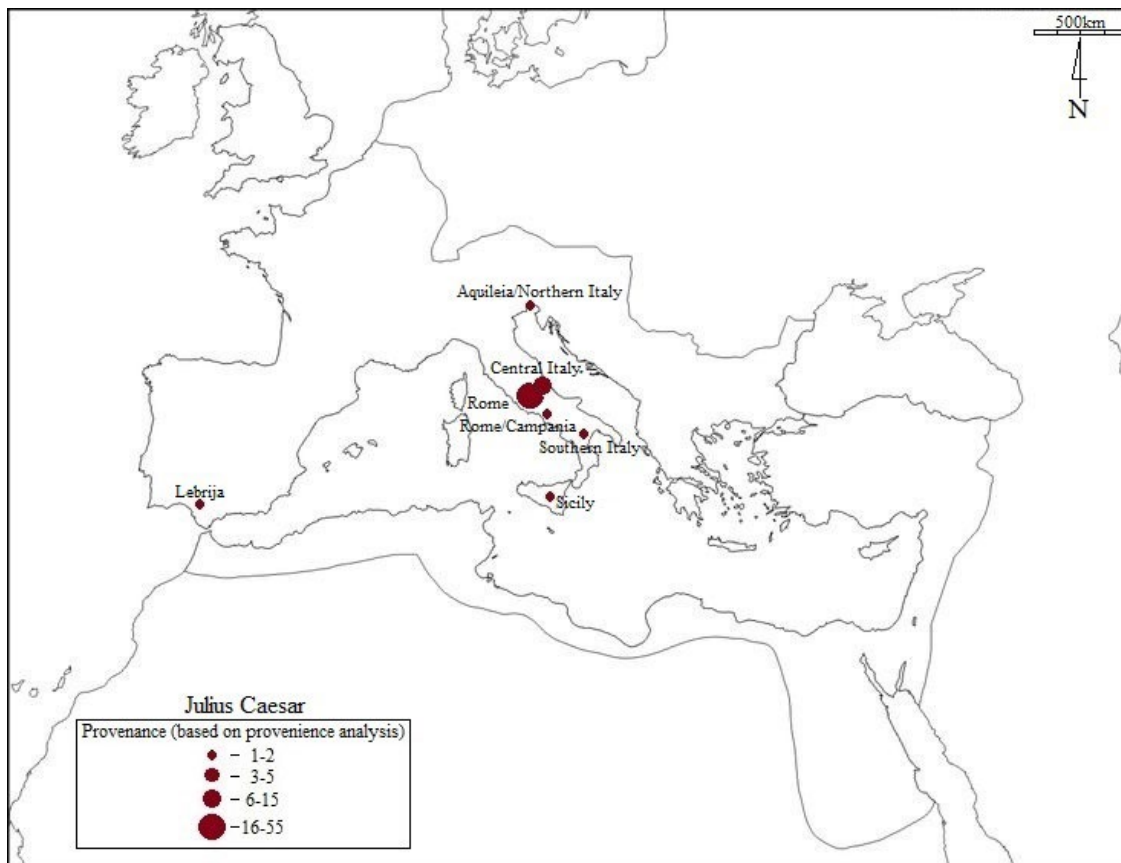 500km
N
Aquileia/Northern Italy
Central Italy
Rome
Rome/Campania
Southern Italy
Lebrija
Sicily
Julius Caesar
Provenance (based on provenience analysis)
– 1-2
– 3-5
– 6-15
–16-55